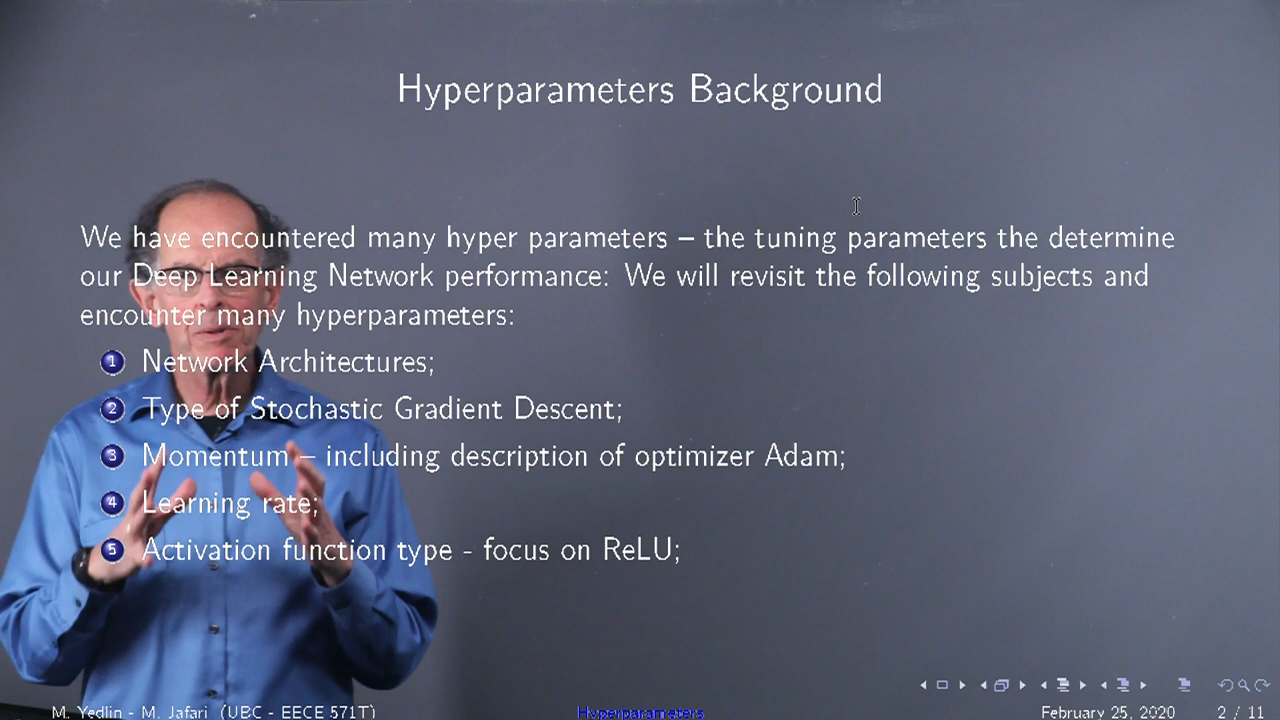 Hyperparameters Background
We have encountered many hyper parameters – the tuning parameters the determine
our Deep Learning Network performance: We will revisit the following subjects and
encounter many hyperparameters:
1 Network Architectures;
2 Type of Stochastic Gradient Descent;
3 Momentum – including description of optimizer Adam;
4 Learning rate;
5 Activation function type - focus on ReLU;
M. Yedlin - M. Jafari (UBC - EECE 571T) Hyperparameters February 25, 2020 2 / 11